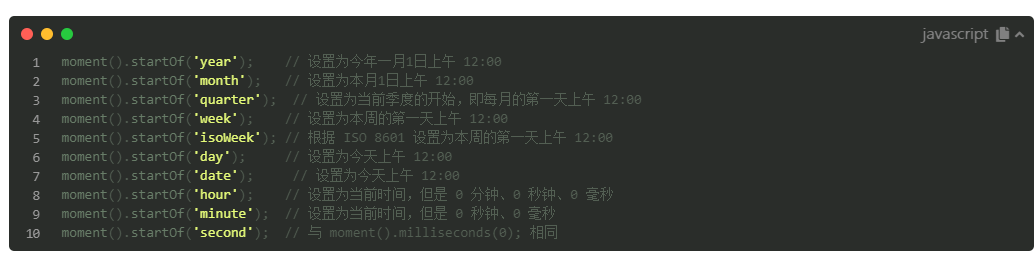 javascript
1 moment().startOf('year');    // 设置为今年一月1日上午 12:00
2 moment().startOf('month');   // 设置为本月1日上午 12:00
3 moment().startOf('quarter');  // 设置为当前季度的开始，即每月的第一天上午 12:00
4 moment().startOf('week');    // 设置为本周的第一天上午 12:00
5 moment().startOf('isoWeek'); // 根据 ISO 8601 设置为本周的第一天上午 12:00
6 moment().startOf('day');     // 设置为今天上午 12:00
7 moment().startOf('date');     // 设置为今天上午 12:00
8 moment().startOf('hour');    // 设置为当前时间，但是 0 分钟、0 秒钟、0 毫秒
9 moment().startOf('minute');  // 设置为当前时间，但是 0 秒钟、0 毫秒
10 moment().startOf('second');  // 与 moment().milliseconds(0); 相同